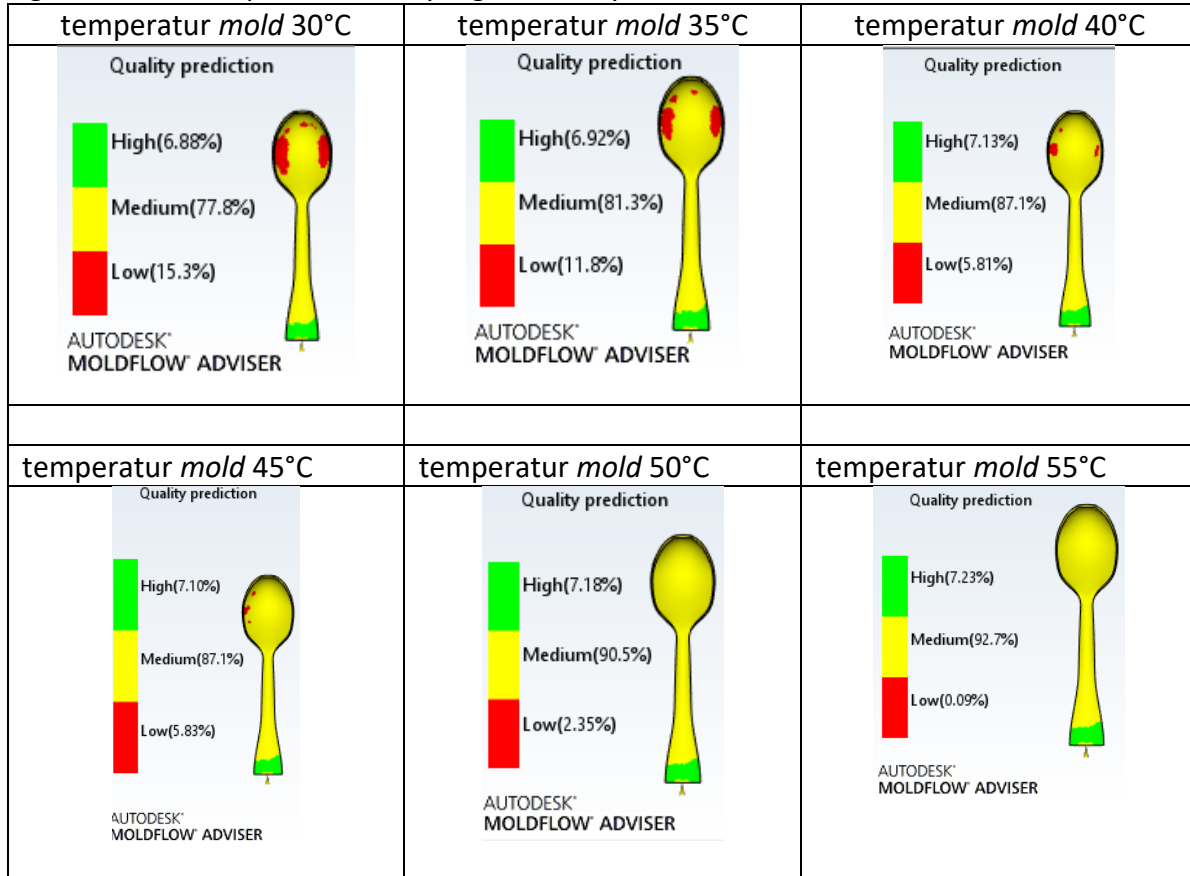 temperatur mold 30°C
temperatur mold 35°C
temperatur mold 40°C
Quality prediction
High(6.88%)
Medium(77.8%)
Low(15.3%)
AUTODESK®
MOLDFLOW® ADVISER
Quality prediction
High(6.92%)
Medium(81.3%)
Low(11.8%)
AUTODESK®
MOLDFLOW® ADVISER
Quality prediction
High(7.13%)
Medium(87.1%)
Low(5.81%)
AUTODESK®
MOLDFLOW® ADVISER
temperatur mold 45°C
temperatur mold 50°C
temperatur mold 55°C
Quality prediction
High(7.10%)
Medium(87.1%)
Low(5.83%)
AUTODESK®
MOLDFLOW® ADVISER
Quality prediction
High(7.18%)
Medium(90.5%)
Low(2.35%)
AUTODESK®
MOLDFLOW® ADVISER
Quality prediction
High(7.23%)
Medium(92.7%)
Low(0.09%)
AUTODESK®
MOLDFLOW® ADVISER